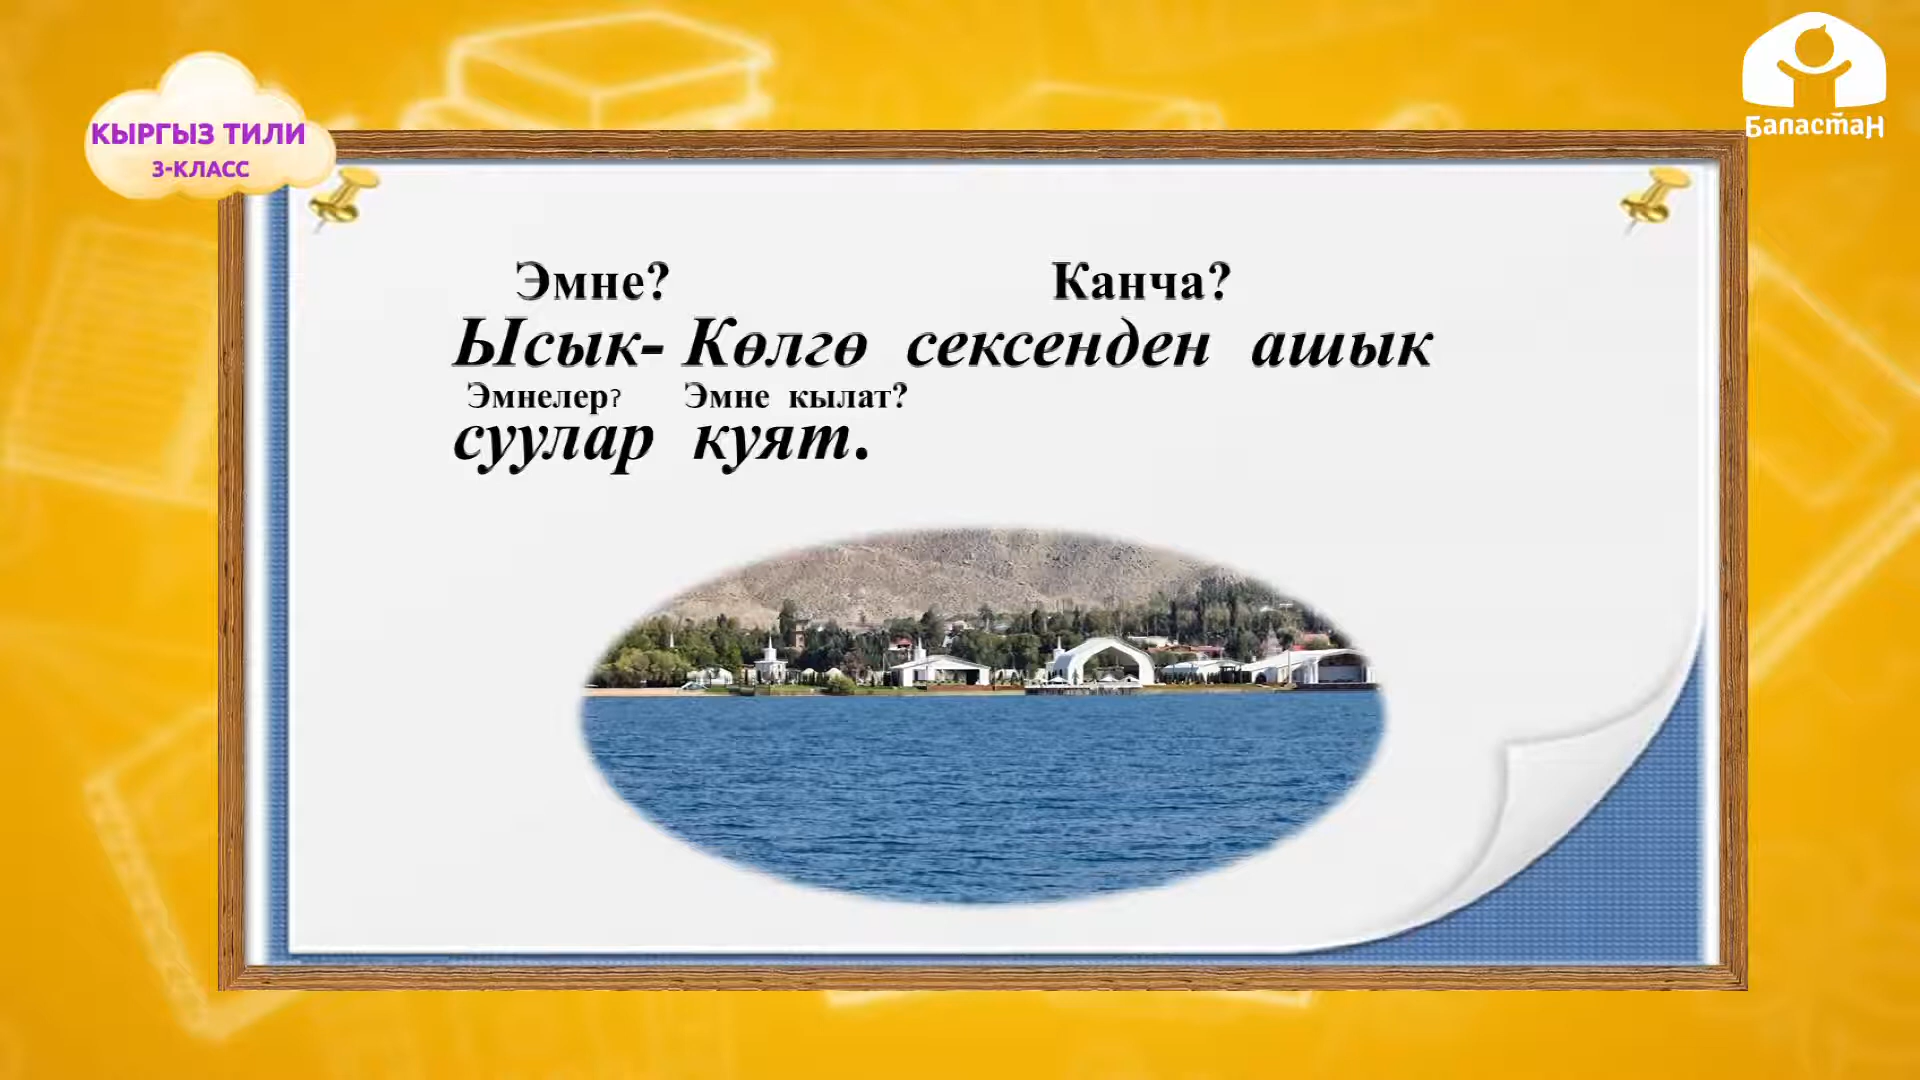 КЫРГЫЗ ТИЛИ
3-КЛАСС
Баластан
Эмне? Канча?
Ысык- Көлгө сексенден ашык
Эмнелер? Эмне кылат?
суулар куят.